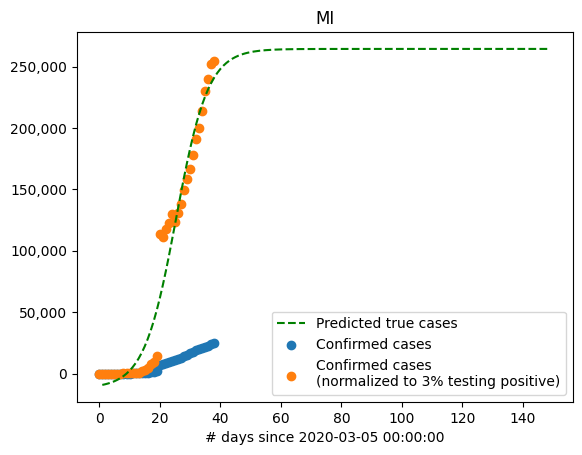 MI
250,000
200,000
150,000
100,000
50,000
0
Predicted true cases
Confirmed cases
Confirmed cases
(normalized to 3% testing positive)
0 20 40 60 80 100 120 140
# days since 2020-03-05 00:00:00